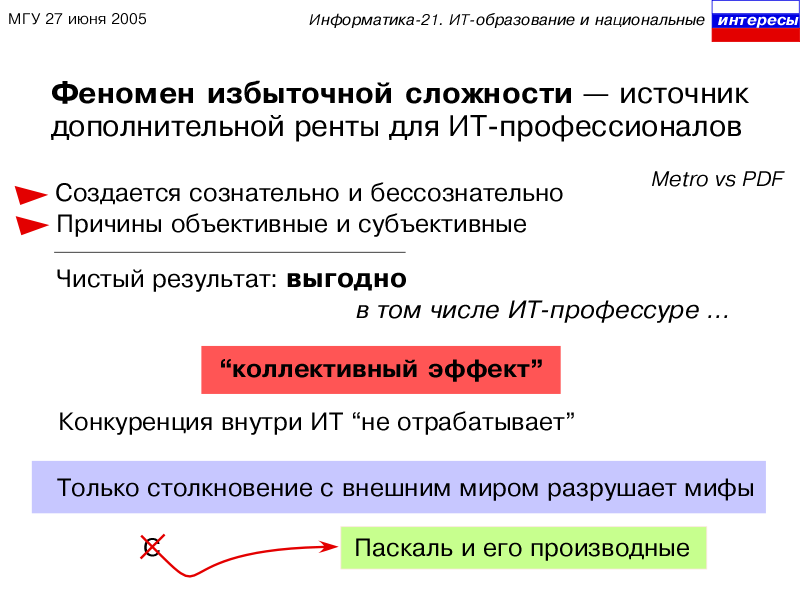 МГУ 27 июня 2005
Информатика-21. ИТ-образование и национальные интересы
Феномен избыточной сложности — источник
дополнительной ренты для ИТ-профессионалов
Metro vs PDF
Создается сознательно и бессознательно
Причины объективные и субъективные
Чистый результат: выгодно
в том числе ИТ-профессуре ...
“коллективный эффект”
Конкуренция внутри ИТ “не отрабатывает”
Только столкновение с внешним миром разрушает мифы
С
Паскаль и его производные